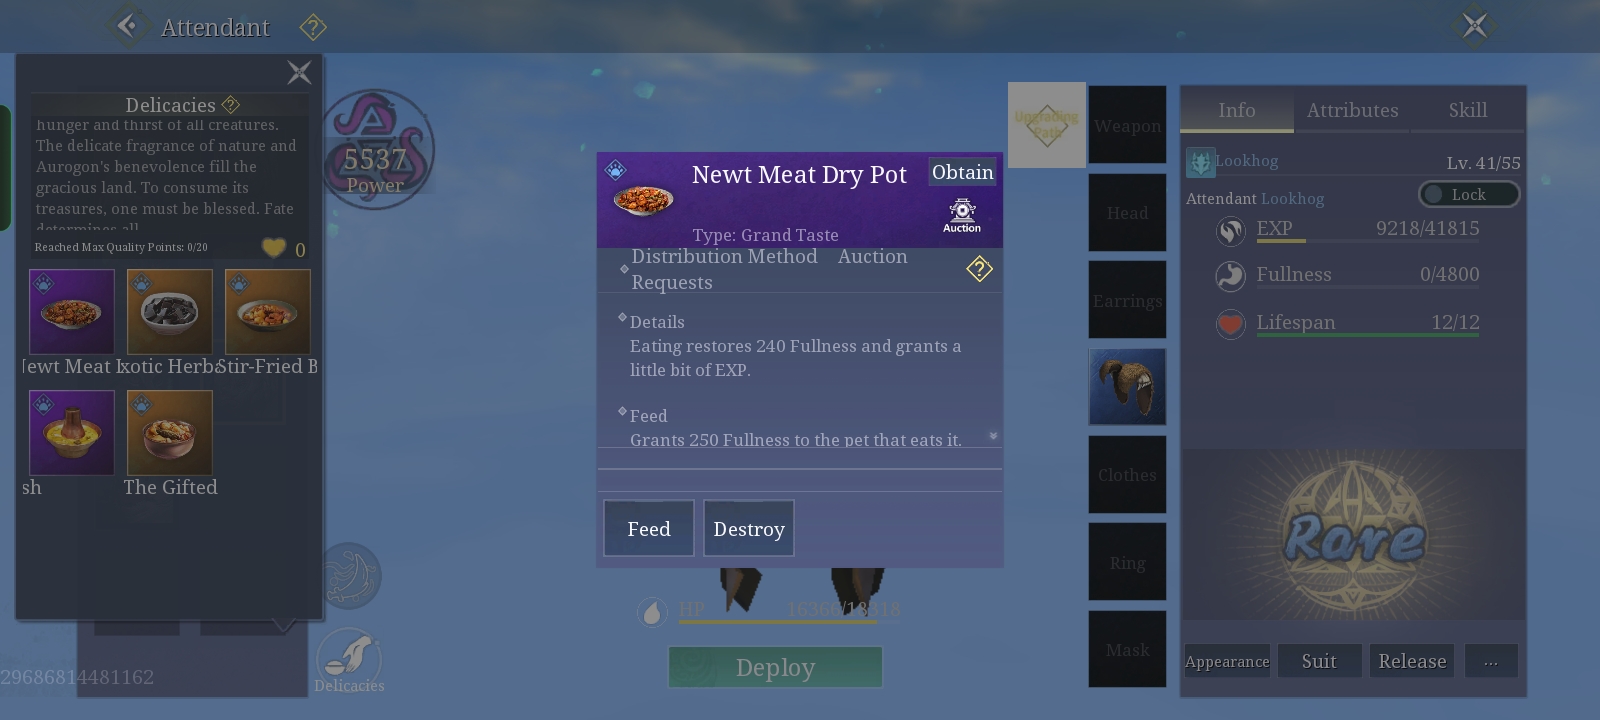 Attendant
Delicacies
hunger and thirst of all creatures.
The delicate fragrance of nature and
Aurogon's benevolence fill the
gracious land. To consume its
treasures, one must be blessed. Fate
determines all
Reached Max Quality Points: 0/20
0
Newt Meat
Exotic Herbs
Stir-Fried B
sh
The Gifted
5537
Power
Newt Meat Dry Pot
Obtain
Auction
Type: Grand Taste
Distribution Method Auction
Requests
Details
Eating restores 240 Fullness and grants a
little bit of EXP.
Feed
Grants 250 Fullness to the pet that eats it.
Feed
Destroy
HP 16366/18318
Deploy
Delicacies
29686814481162
Upgrading
Path
Weapon
Head
Earrings
Clothes
Ring
Mask
Info
Attributes
Skill
Lookhog
Lv. 41/55
Attendant Lookhog
Lock
EXP 9218/41815
Fullness 0/4800
Lifespan 12/12
Rare
Appearance
Suit
Release
...